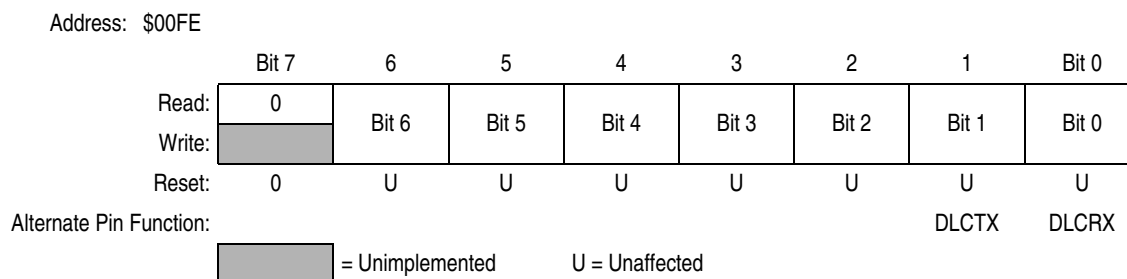 Address: $00FE
Bit 7 6 5 4 3 2 1 Bit 0
Read: 0 Bit 6 Bit 5 Bit 4 Bit 3 Bit 2 Bit 1 Bit 0
Write:
Reset: 0 U U U U U U U
Alternate Pin Function: DLCTX DLCRX
= Unimplemented U = Unaffected